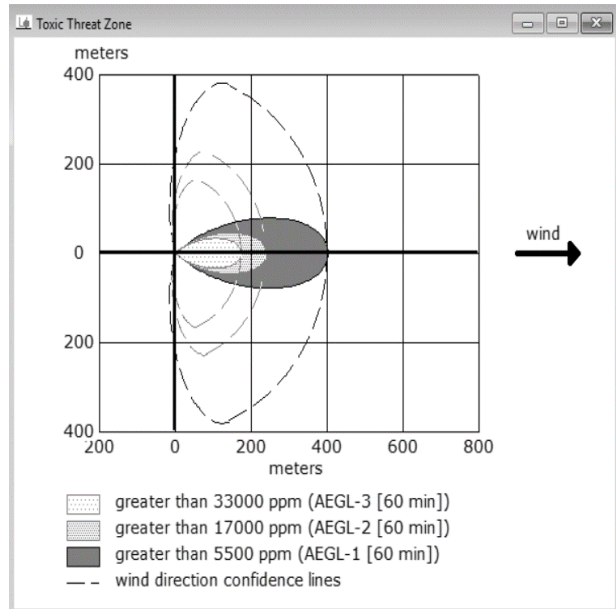 Toxic Threat Zone
meters
400
200
0
wind
200
400
200 0 200 400 600 800
meters
greater than 33000 ppm (AEGL-3 [60 min])
greater than 17000 ppm (AEGL-2 [60 min])
greater than 5500 ppm (AEGL-1 [60 min])
wind direction confidence lines